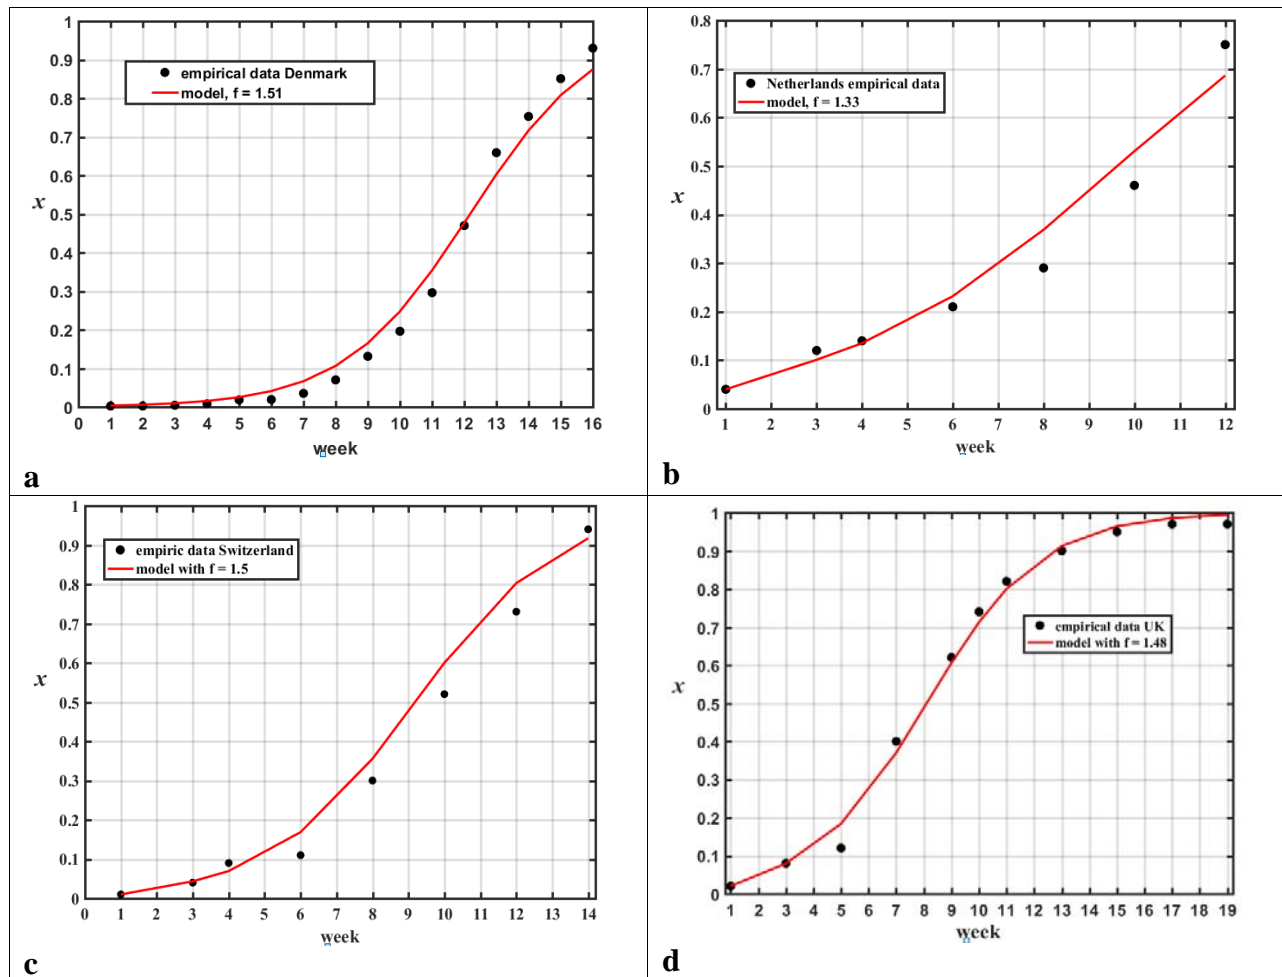 1
0.9
0.8
0.7
0.6
0.5
0.4
0.3
0.2
0.1
0
x
empirical data Denmark
model, f = 1.51
0 1 2 3 4 5 6 7 8 9 10 11 12 13 14 15 16
week
a
0.8
0.7
0.6
0.5
0.4
0.3
0.2
0.1
0
x
Netherlands empirical data
model, f = 1.33
1 2 3 4 5 6 7 8 9 10 11 12
week
b
1
0.9
0.8
0.7
0.6
0.5
0.4
0.3
0.2
0.1
0
x
empiric data Switzerland
model with f = 1.5
0 1 2 3 4 5 6 7 8 9 10 11 12 13 14
week
c
1
0.9
0.8
0.7
0.6
0.5
0.4
0.3
0.2
0.1
0
x
empirical data UK
model with f = 1.48
1 2 3 4 5 6 7 8 9 10 11 12 13 14 15 16 17 18 19
week
d